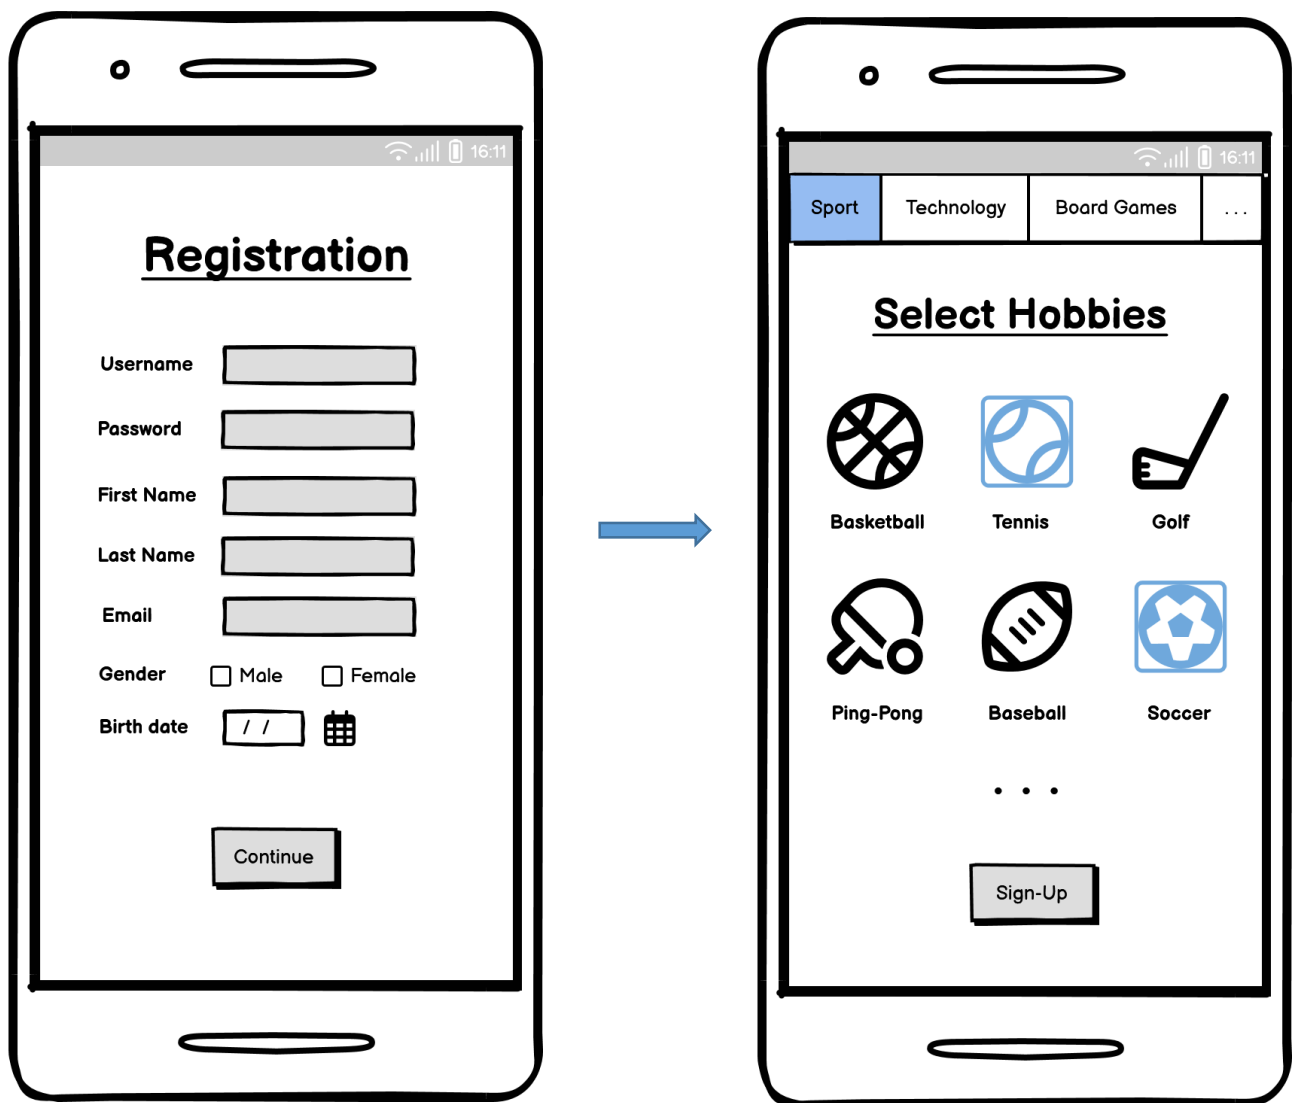 16:11
Registration
Username
Password
First Name
Last Name
Email
Gender Male Female
Birth date / /
Continue
16:11
Sport Technology Board Games ...
Select Hobbies
Basketball Tennis Golf
Ping-Pong Baseball Soccer
. . .
Sign-Up